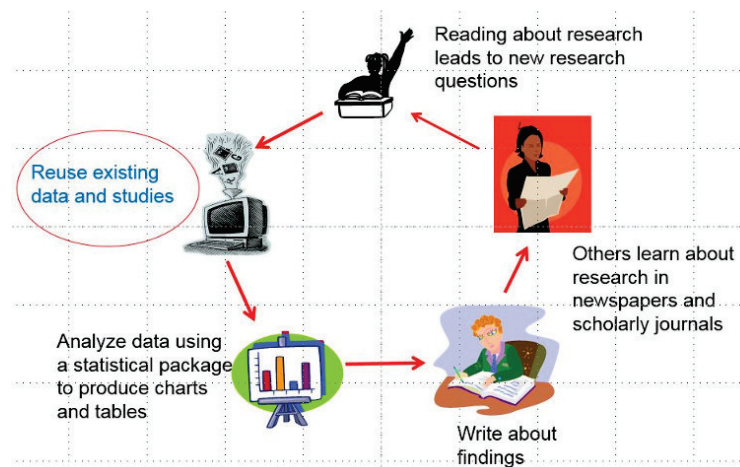 Reading about research
leads to new research
questions
Reuse existing
data and studies
Others learn about
research in
newspapers and
scholarly journals
Analyze data using
a statistical package
to produce charts
and tables
Write about
findings